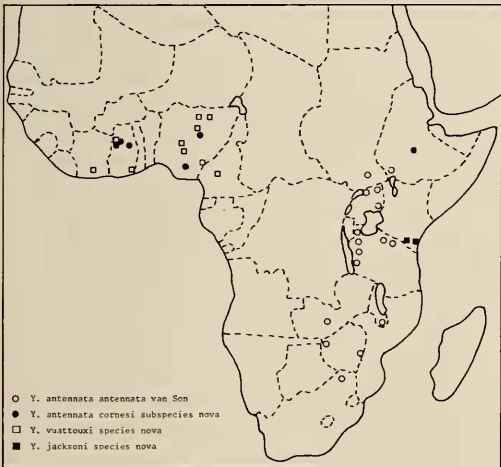 Y. antennata antennata van Son
Y. antennata cornesi subspecies nova
Y. vuattouxi species nova
Y. jacksoni species nova